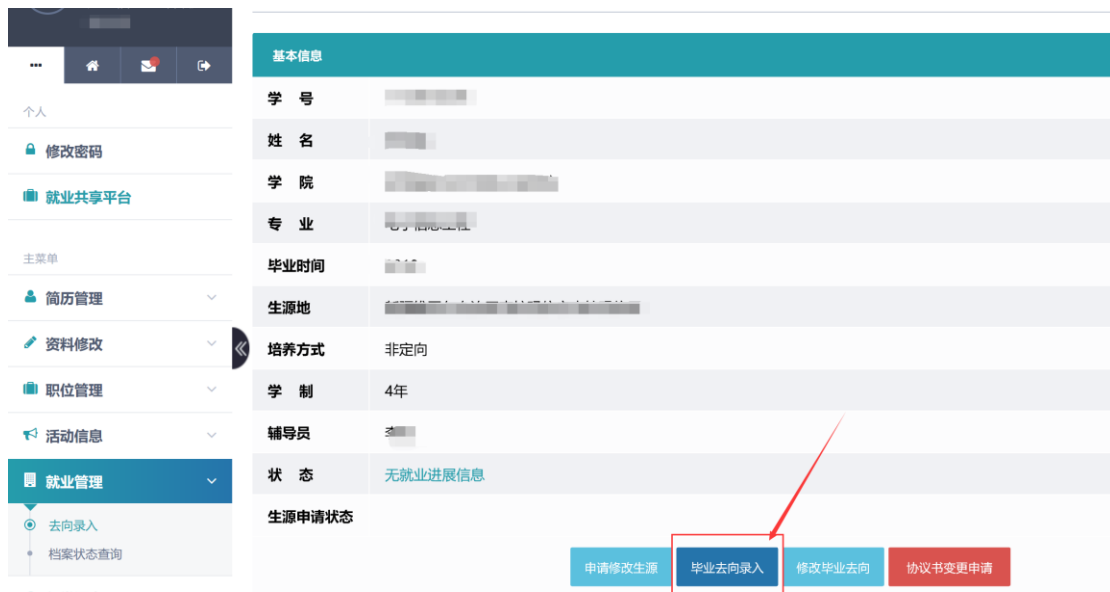 个人
修改密码
就业共享平台
主菜单
简历管理
资料修改
职位管理
活动信息
就业管理
去向录入
档案状态查询
基本信息
学 号
姓 名
学 院
专 业
毕业时间
生源地
培养方式 非定向
学 制 4年
辅导员
状 态 无就业进展信息
生源申请状态
申请修改生源 毕业去向录入 修改毕业去向 协议书变更申请